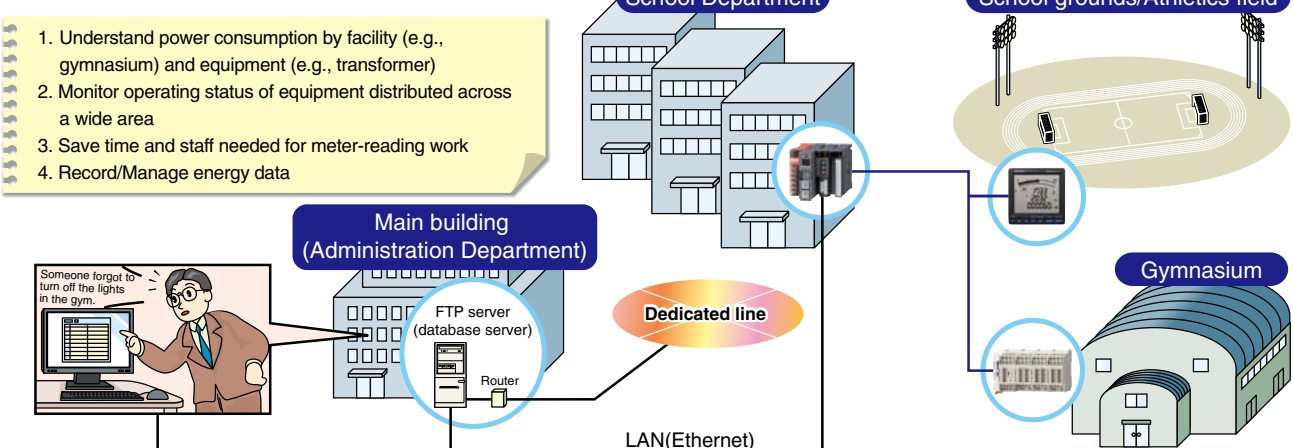 School Department
School grounds/Athletics field
1. Understand power consumption by facility (e.g.,
gymnasium) and equipment (e.g., transformer)
2. Monitor operating status of equipment distributed across
a wide area
3. Save time and staff needed for meter-reading work
4. Record/Manage energy data
Main building
(Administration Department)
Gymnasium
Someone forgot to
turn off the lights
in the gym.
FTP server
(database server)
Router
Dedicated line
LAN(Ethernet)